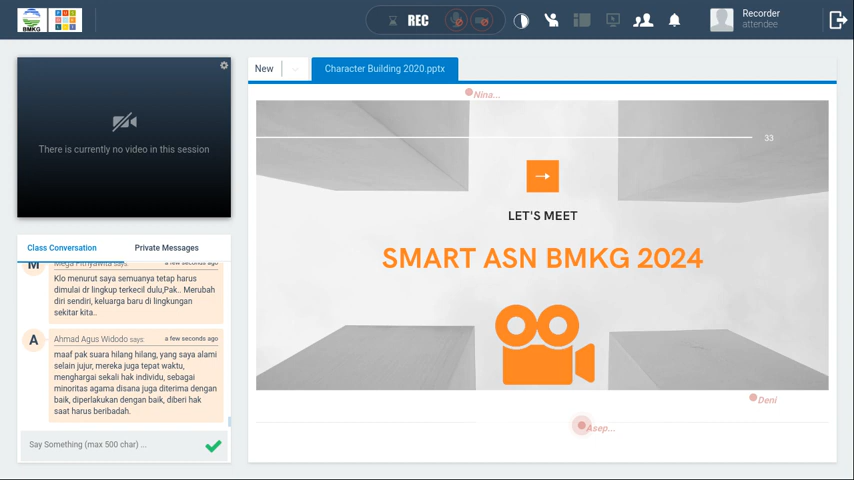 BMKG
REC
Recorder
attendee
New
Character Building 2020.pptx
There is currently no video in this session
Nina...
33
LET'S MEET
SMART ASN BMKG 2024
Deni
Asep...
Class Conversation
Private Messages
M
Mega Fitriyawita says:
a few seconds ago
Klo menurut saya semuanya tetap harus
dimulai dr lingkup terkecil dulu,Pak.. Merubah
diri sendiri, keluarga baru di lingkungan
sekitar kita..
A
Ahmad Agus Widodo says:
a few seconds ago
maaf pak suara hilang hilang, yang saya alami
selain jujur, mereka juga tepat waktu,
menghargai sekali hak individu, sebagai
minoritas agama disana juga diterima dengan
baik, diperlakukan dengan baik, diberi hak
saat harus beribadah.
Say Something (max 500 char) ...